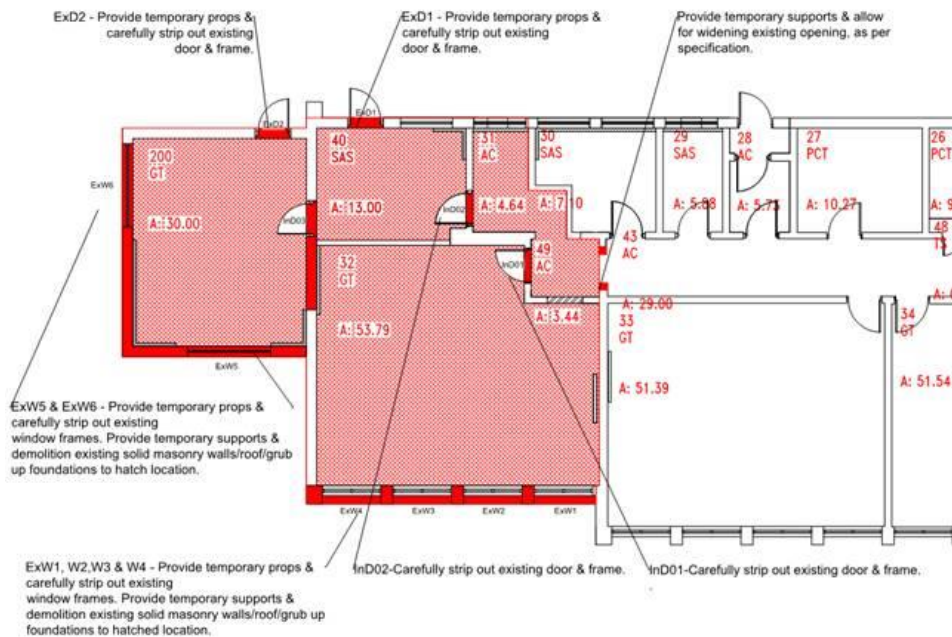 ExD2 - Provide temporary props &
carefully strip out existing
door & frame.
ExD1 - Provide temporary props &
carefully strip out existing
door & frame.
Provide temporary supports & allow
for widening existing opening, as per
specification.
ExD2
ExD1
200
GT
A: 30.00
40
SAS
A: 13.00
31
AC
A: 4.64
30
SAS
A: 7.10
29
SAS
A: 5.88
28
AC
A: 5.73
27
PCT
A: 10.27
26
PCT
A: 9
ExW6
InD03
InD02
InD01
49
AC
A: 3.44
43
AC
A: 29.00
48
TS
32
GT
A: 53.79
33
GT
A: 51.39
34
GT
A: 51.54
ExW5
ExW5 & ExW6 - Provide temporary props &
carefully strip out existing
window frames. Provide temporary supports &
demolition existing solid masonry walls/roof/grub
up foundations to hatch location.
ExW4
ExW3
ExW2
ExW1
ExW1, W2,W3 & W4 - Provide temporary props &
carefully strip out existing
window frames. Provide temporary supports &
demolition existing solid masonry walls/roof/grub up
foundations to hatched location.
InD02-Carefully strip out existing door & frame.
InD01-Carefully strip out existing door & frame.